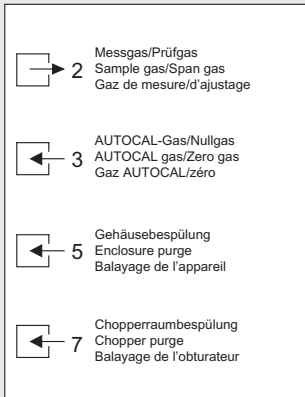 2
Messgas/Prüfgas
Sample gas/Span gas
Gaz de mesure/d'ajustage
3
AUTOCAL-Gas/Nullgas
AUTOCAL gas/Zero gas
Gaz AUTOCAL/zéro
5
Gehäusebespülung
Enclosure purge
Balayage de l'appareil
7
Chopperraumbespülung
Chopper purge
Balayage de l'obturateur